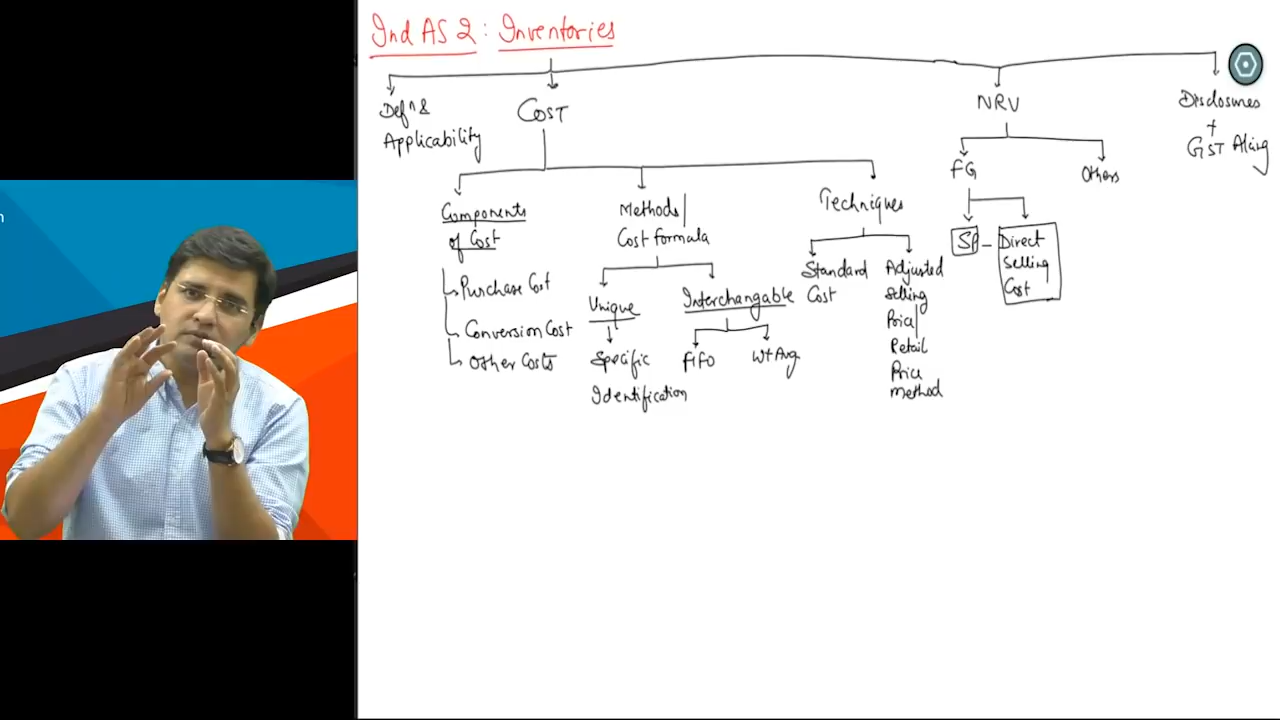 Ind AS 2 : Inventories
Defⁿ &
Applicability
COST
NRV
Disclosures
+
GST
FG
Others
Components
of Cost
Methods/
Cost formula
Techniques
SP - Direct
Selling
Cost
Purchase Cost
Conversion Cost
Other Costs
Unique
Interchangable
Specific
Identification
FIFO
Wt Avg
Standard
Cost
Adjusted
Selling
Price/
Retail
Price
method
n